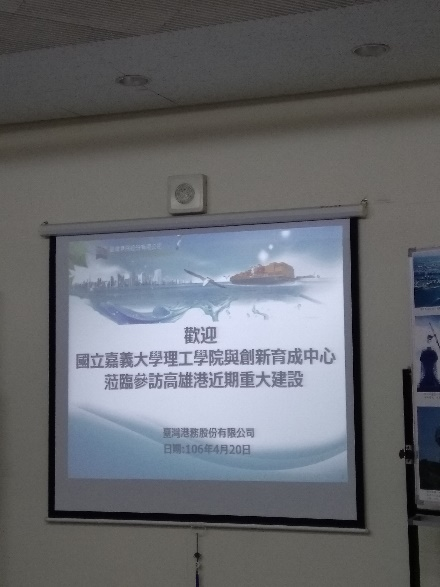 歡迎
國立嘉義大學理工學院與創新育成中心
蒞臨參訪高雄港近期重大建設
臺灣港務股份有限公司
日期:106年4月20日